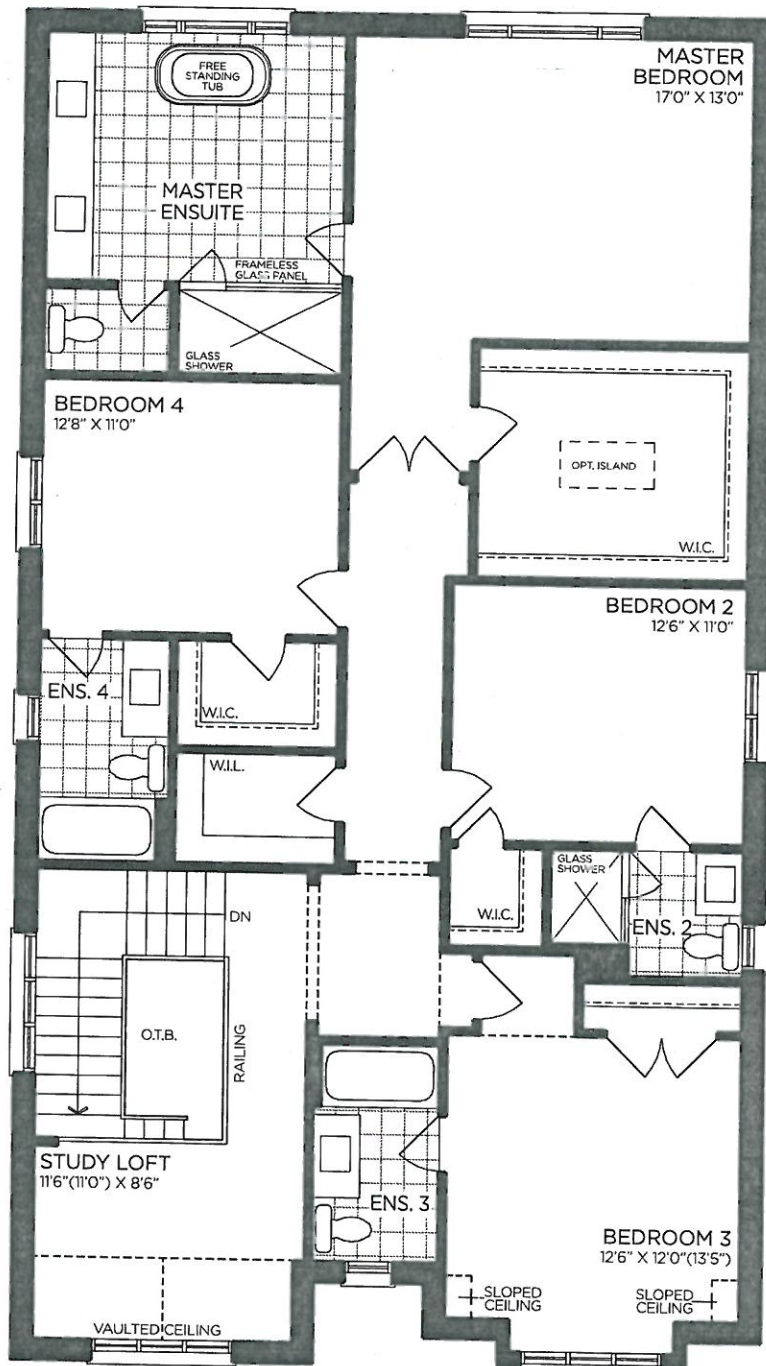 FREE
STANDING
TUB
MASTER
BEDROOM
17'0" X 13'0"
MASTER
ENSUITE
FRAMELESS
GLASS PANEL
GLASS
SHOWER
BEDROOM 4
12'8" X 11'0"
OPT. ISLAND
W.I.C.
BEDROOM 2
12'6" X 11'0"
ENS. 4
W.I.C.
W.I.L.
GLASS
SHOWER
W.I.C.
ENS. 2
DN
O.T.B.
RAILING
STUDY LOFT
11'6"(11'0") X 8'6"
ENS. 3
BEDROOM 3
12'6" X 12'0"(13'5")
SLOPED
CEILING
SLOPED
CEILING
VAULTED CEILING